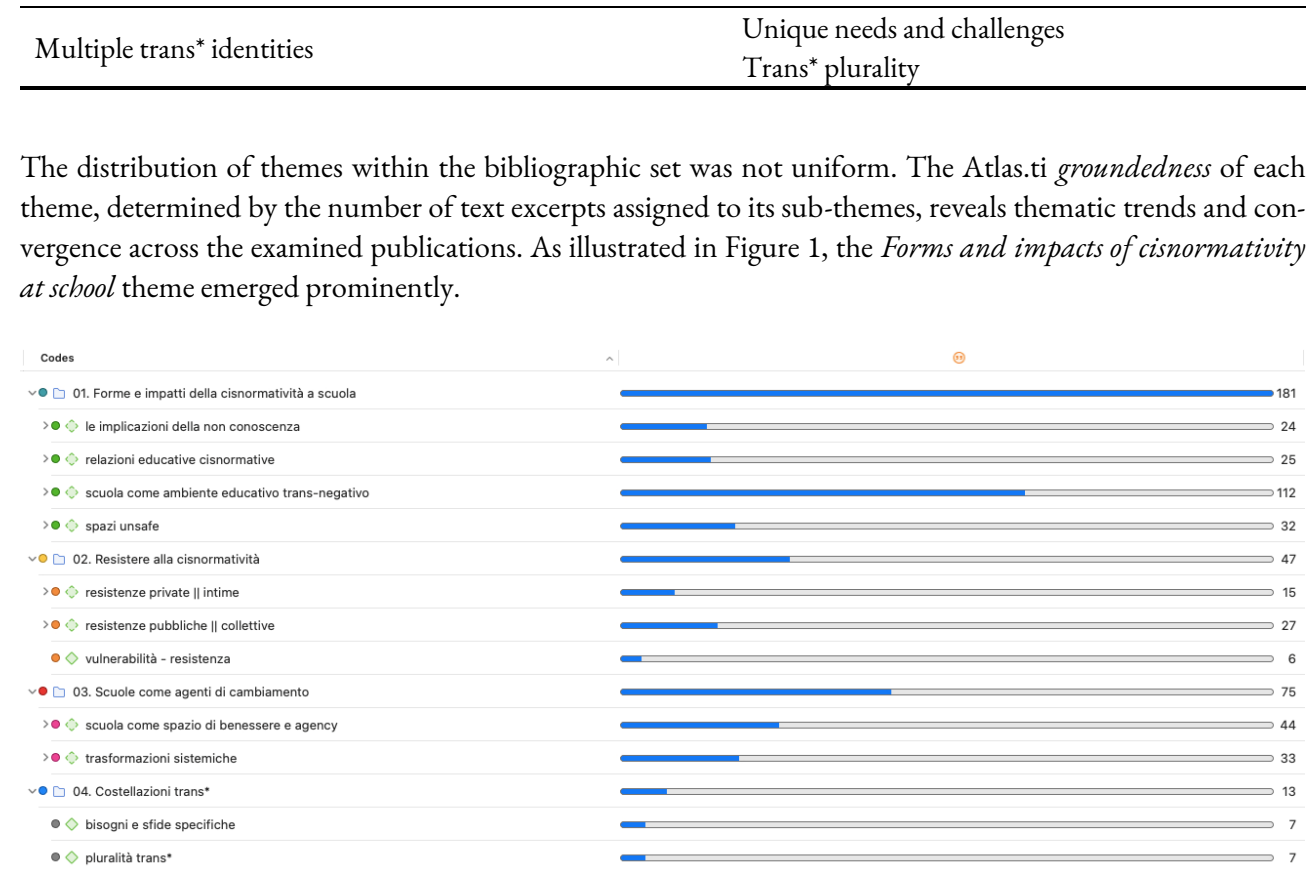 Multiple trans* identities
Unique needs and challenges
Trans* plurality
The distribution of themes within the bibliographic set was not uniform. The Atlas.ti groundedness of each
theme, determined by the number of text excerpts assigned to its sub-themes, reveals thematic trends and con-
vergence across the examined publications. As illustrated in Figure 1, the Forms and impacts of cisnormativity
at school theme emerged prominently.
Codes
01. Forme e impatti della cisnormatività a scuola 181
le implicazioni della non conoscenza 24
relazioni educative cisnormative 25
scuola come ambiente educativo trans-negativo 112
spazi unsafe 32
02. Resistere alla cisnormatività 47
resistenze private || intime 15
resistenze pubbliche || collettive 27
vulnerabilità - resistenza 6
03. Scuole come agenti di cambiamento 75
scuola come spazio di benessere e agency 44
trasformazioni sistemiche 33
04. Costellazioni trans* 13
bisogni e sfide specifiche 7
pluralità trans* 7